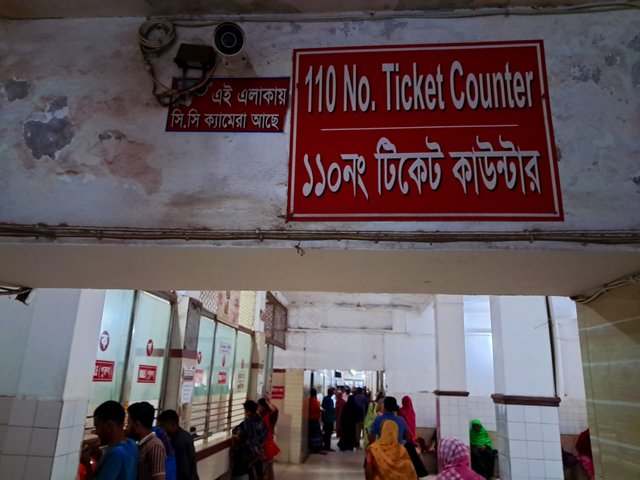 এই এলাকায়
সি.সি ক্যামেরা আছে
110 No. Ticket Counter
১১০নং টিকেট কাউন্টার